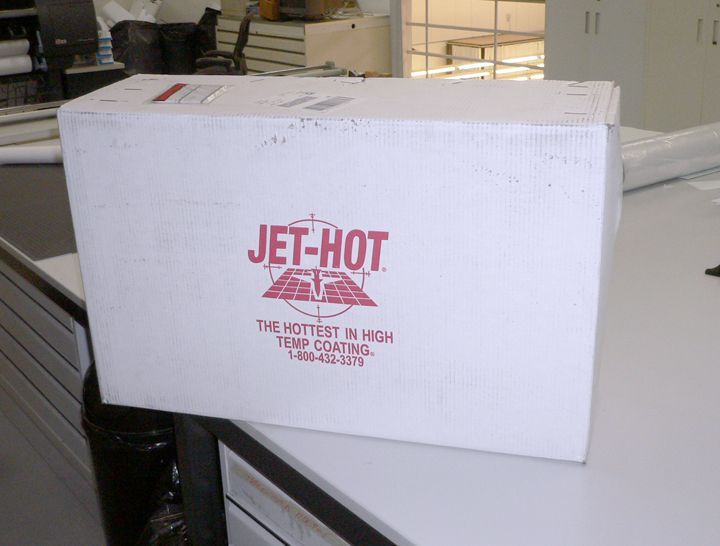 JET-HOT®
THE HOTTEST IN HIGH
TEMP COATING®
1-800-432-3379